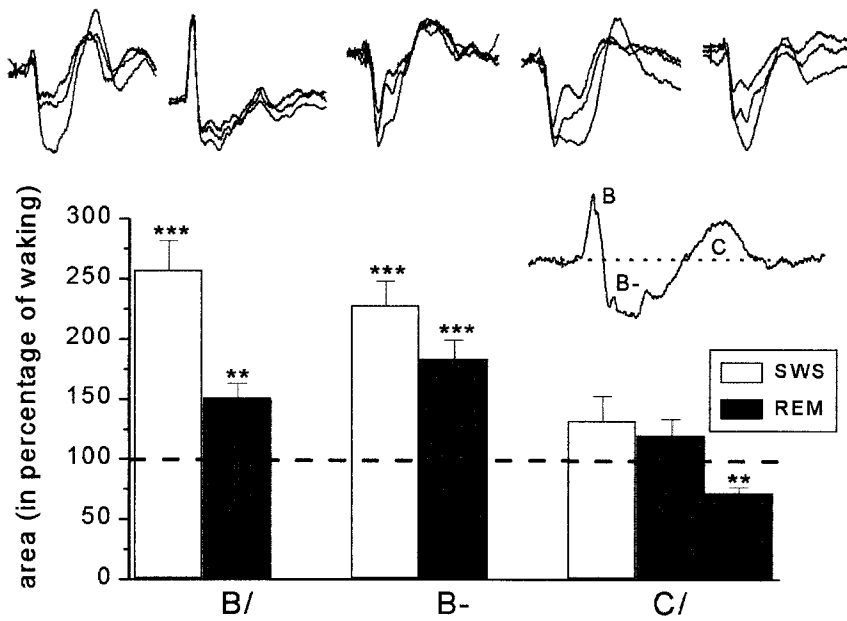 area (in percentage of waking)
300
250
200
150
100
50
0
***
**
***
***
**
B
B-
C
SWS
REM
B/
B-
C/